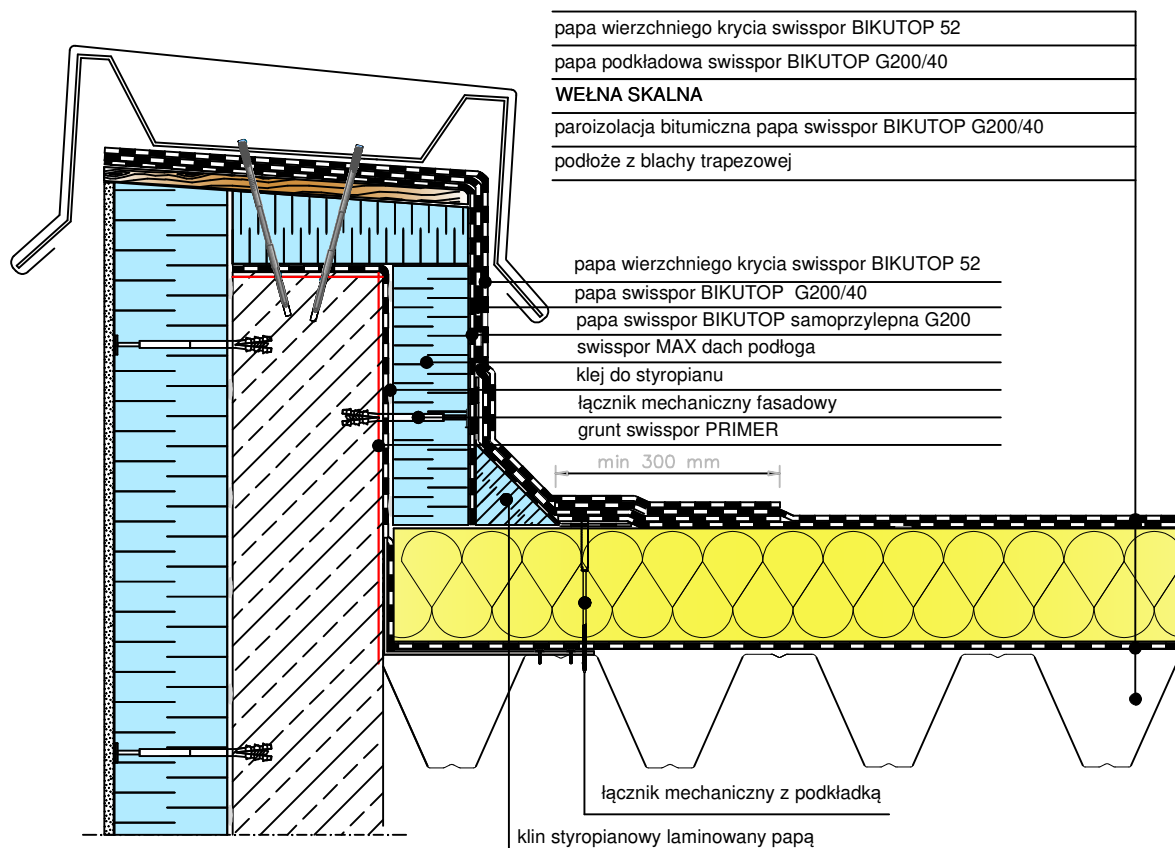 papa wierzchniego krycia swisspor BIKUTOP 52
papa podkładowa swisspor BIKUTOP G200/40
WEŁNA SKALNA
paroizolacja bitumiczna papa swisspor BIKUTOP G200/40
podłoże z blachy trapezowej
papa wierzchniego krycia swisspor BIKUTOP 52
papa swisspor BIKUTOP G200/40
papa swisspor BIKUTOP samoprzylepna G200
swisspor MAX dach podłoga
klej do styropianu
łącznik mechaniczny fasadowy
grunt swisspor PRIMER
min 300 mm
łącznik mechaniczny z podkładką
klin styropianowy laminowany papą